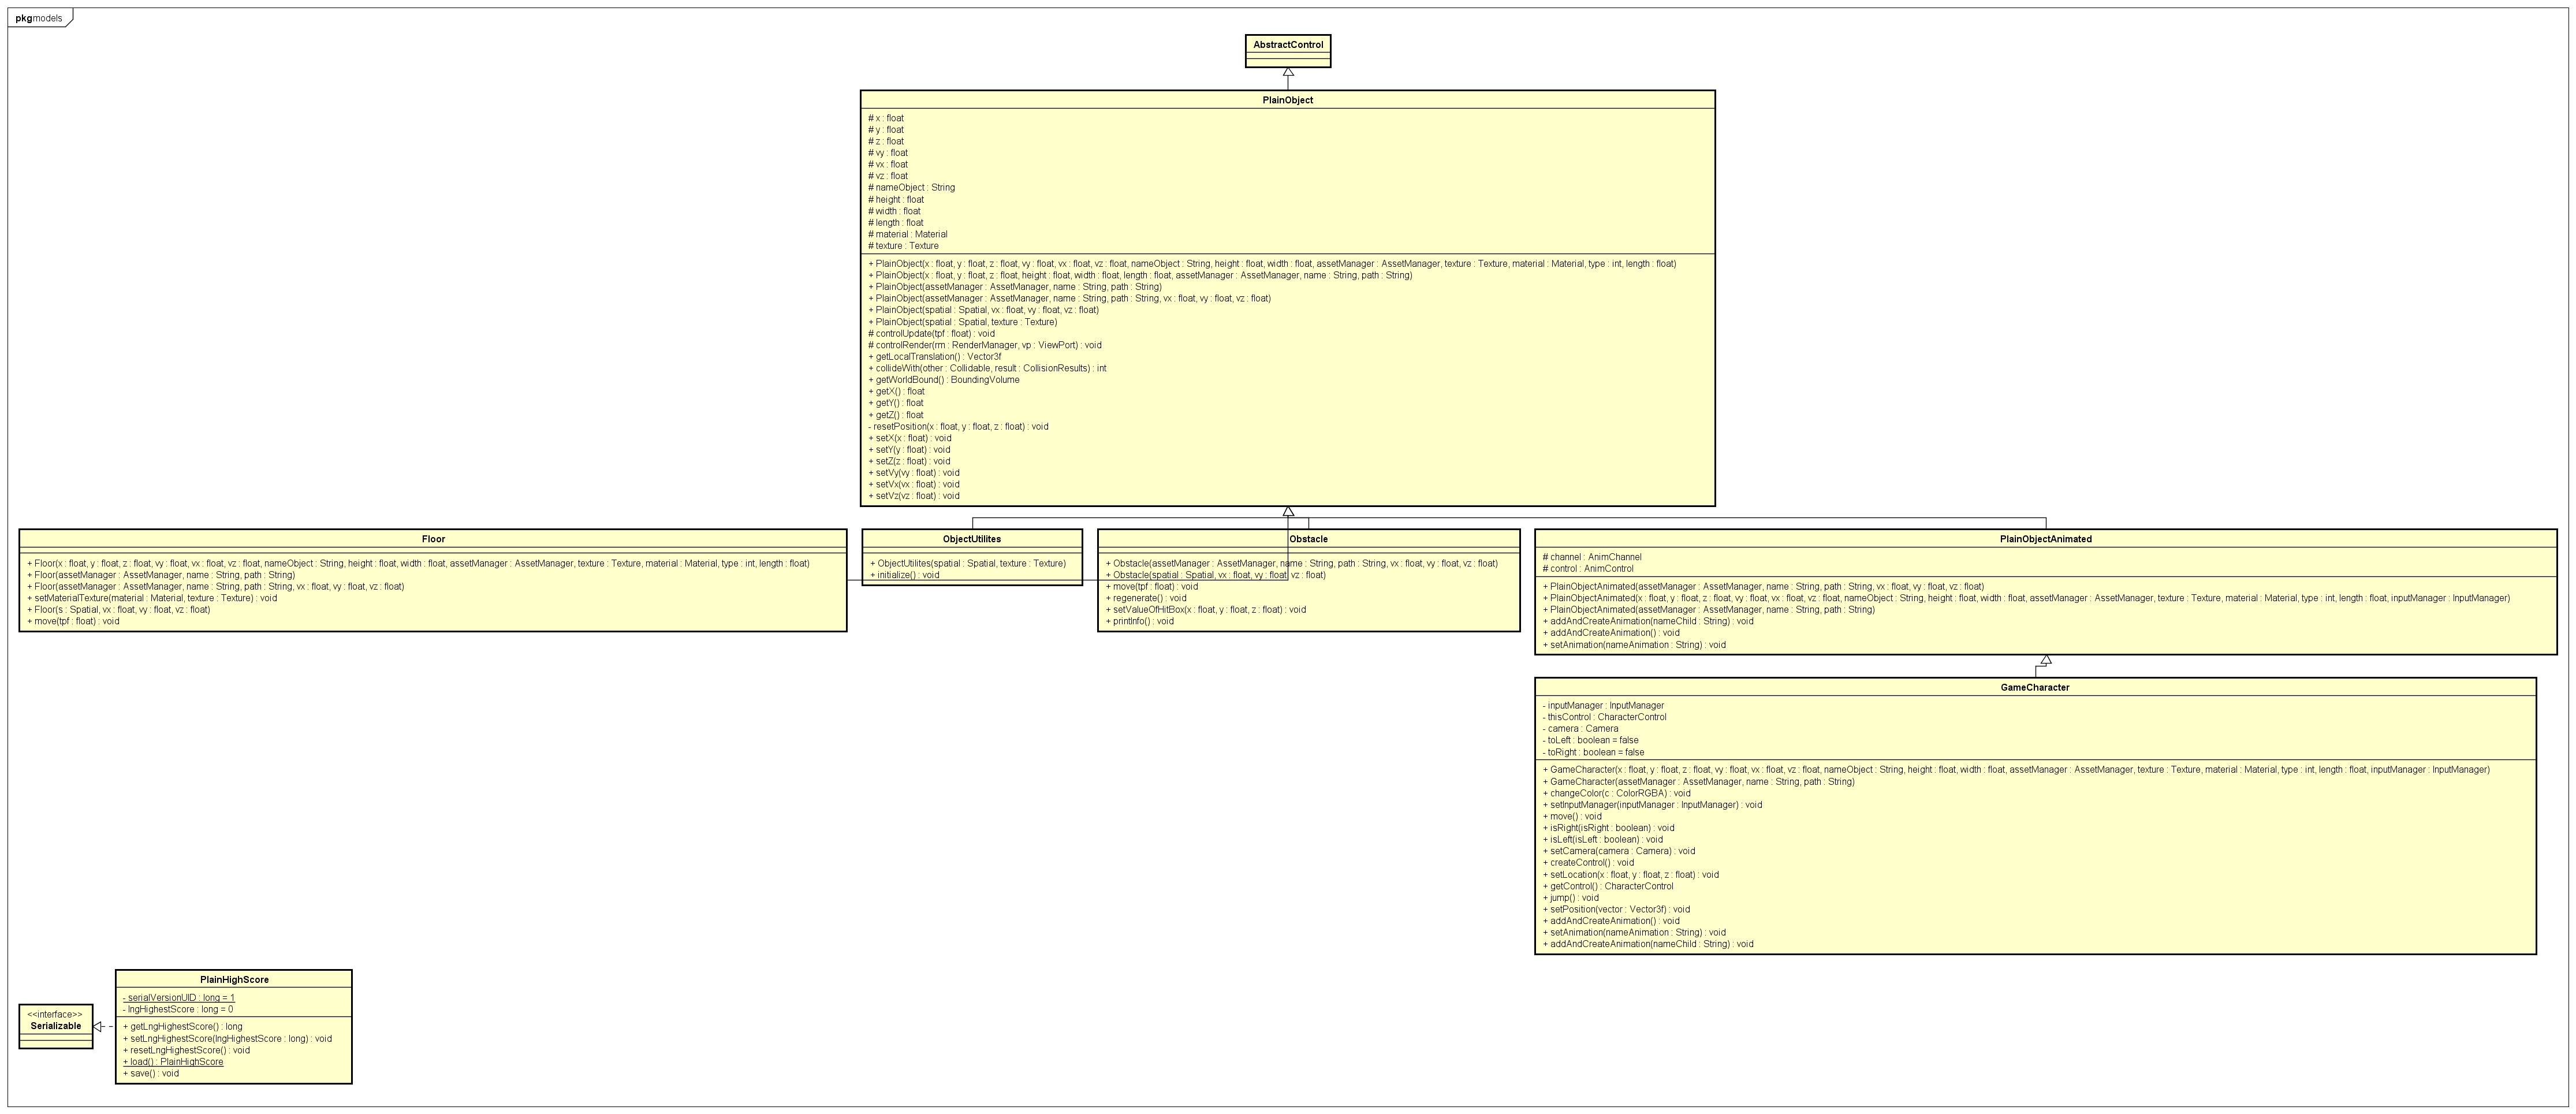 pkg models
AbstractControl
PlainObject
# x : float
# y : float
# z : float
# vy : float
# vx : float
# vz : float
# nameObject : String
# height : float
# width : float
# length : float
# material : Material
# texture : Texture
+ PlainObject(x : float, y : float, z : float, vy : float, vx : float, vz : float, nameObject : String, height : float, width : float, assetManager : AssetManager, texture : Texture, material : Material, type : int, length : float)
+ PlainObject(x : float, y : float, z : float, height : float, width : float, length : float, assetManager : AssetManager, name : String, path : String)
+ PlainObject(assetManager : AssetManager, name : String, path : String)
+ PlainObject(assetManager : AssetManager, name : String, path : String, vx : float, vy : float, vz : float)
+ PlainObject(spatial : Spatial, vx : float, vy : float, vz : float)
+ PlainObject(spatial : Spatial, texture : Texture)
# controlUpdate(tpf : float) : void
# controlRender(rm : RenderManager, vp : ViewPort) : void
+ getLocalTranslation() : Vector3f
+ collideWith(other : Collidable, result : CollisionResults) : int
+ getWorldBound() : BoundingVolume
+ getX() : float
+ getY() : float
+ getZ() : float
- resetPosition(x : float, y : float, z : float) : void
+ setX(x : float) : void
+ setY(y : float) : void
+ setZ(z : float) : void
+ setVy(vy : float) : void
+ setVx(vx : float) : void
+ setVz(vz : float) : void
Floor
+ Floor(x : float, y : float, z : float, vy : float, vx : float, vz : float, nameObject : String, height : float, width : float, assetManager : AssetManager, texture : Texture, material : Material, type : int, length : float)
+ Floor(assetManager : AssetManager, name : String, path : String)
+ Floor(assetManager : AssetManager, name : String, path : String, vx : float, vy : float, vz : float)
+ setMaterialTexture(material : Material, texture : Texture) : void
+ Floor(s : Spatial, vx : float, vy : float, vz : float)
+ move(tpf : float) : void
ObjectUtilites
+ ObjectUtilites(spatial : Spatial, texture : Texture)
+ initialize() : void
Obstacle
+ Obstacle(assetManager : AssetManager, name : String, path : String, vx : float, vy : float, vz : float)
+ Obstacle(spatial : Spatial, vx : float, vy : float, vz : float)
+ move(tpf : float) : void
+ regenerate() : void
+ setValueOfHitBox(x : float, y : float, z : float) : void
+ printInfo() : void
PlainObjectAnimated
# channel : AnimChannel
# control : AnimControl
+ PlainObjectAnimated(assetManager : AssetManager, name : String, path : String, vx : float, vy : float, vz : float)
+ PlainObjectAnimated(x : float, y : float, z : float, vy : float, vx : float, vz : float, nameObject : String, height : float, width : float, assetManager : AssetManager, texture : Texture, material : Material, type : int, length : float, inputManager : InputManager)
+ PlainObjectAnimated(assetManager : AssetManager, name : String, path : String)
+ addAndCreateAnimation(nameChild : String) : void
+ addAndCreateAnimation() : void
+ setAnimation(nameAnimation : String) : void
GameCharacter
- inputManager : InputManager
- thisControl : CharacterControl
- camera : Camera
- toLeft : boolean = false
- toRight : boolean = false
+ GameCharacter(x : float, y : float, z : float, vy : float, vx : float, vz : float, nameObject : String, height : float, width : float, assetManager : AssetManager, texture : Texture, material : Material, type : int, length : float, inputManager : InputManager)
+ GameCharacter(assetManager : AssetManager, name : String, path : String)
+ changeColor(c : ColorRGBA) : void
+ setInputManager(inputManager : InputManager) : void
+ move() : void
+ isRight(isRight : boolean) : void
+ isLeft(isLeft : boolean) : void
+ setCamera(camera : Camera) : void
+ createControl() : void
+ setLocation(x : float, y : float, z : float) : void
+ getControl() : CharacterControl
+ jump() : void
+ setPosition(vector : Vector3f) : void
+ addAndCreateAnimation() : void
+ setAnimation(nameAnimation : String) : void
+ addAndCreateAnimation(nameChild : String) : void
<<interface>>
Serializable
PlainHighScore
- serialVersionUID : long = 1
- lngHighestScore : long = 0
+ getLngHighestScore() : long
+ setLngHighestScore(lngHighestScore : long) : void
+ resetLngHighestScore() : void
+ load() : PlainHighScore
+ save() : void